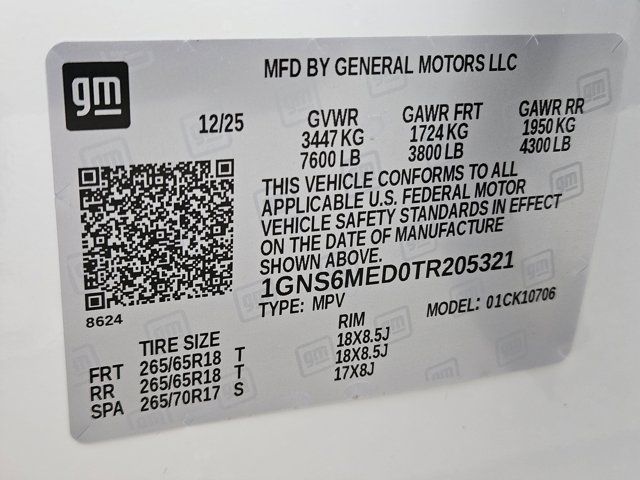 gm
MFD BY GENERAL MOTORS LLC
12/25 GVWR GAWR FRT GAWR RR
3447 KG 1724 KG 1950 KG
7600 LB 3800 LB 4300 LB
THIS VEHICLE CONFORMS TO ALL
APPLICABLE U.S. FEDERAL MOTOR
VEHICLE SAFETY STANDARDS IN EFFECT
ON THE DATE OF MANUFACTURE
SHOWN ABOVE.
1GNS6MED0TR205321
TYPE: MPV MODEL: 01CK10706
8624
TIRE SIZE RIM
FRT 265/65R18 T 18X8.5J
RR 265/65R18 T 18X8.5J
SPA 265/70R17 S 17X8J